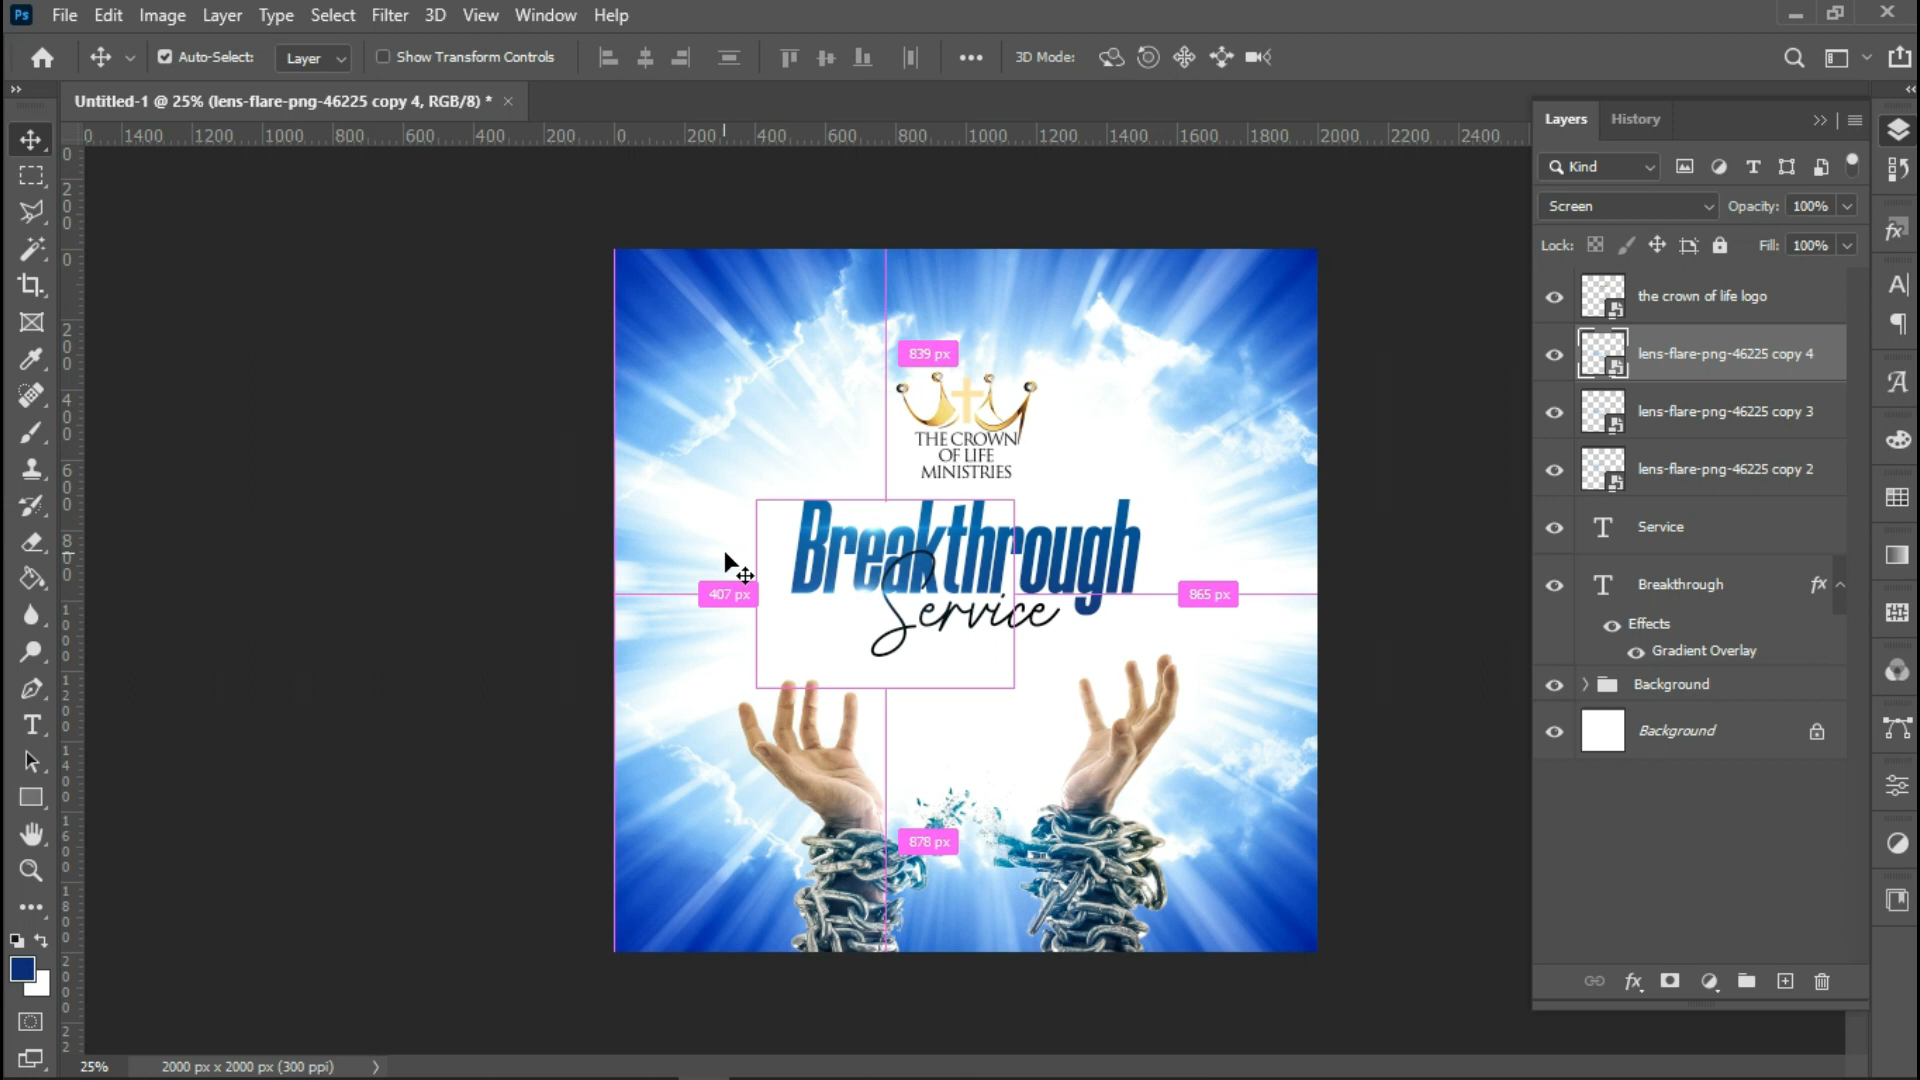 Ps File Edit Image Layer Type Select Filter 3D View Window Help
Auto-Select: Layer Show Transform Controls 3D Mode:
Untitled-1 @ 25% (lens-flare-png-46225 copy 4, RGB/8) *
0 1400 1200 1000 800 600 400 200 0 200 400 600 800 1000 1200 1400 1600 1800 2000 2200 2400
Layers History
Kind
Screen Opacity: 100%
Lock: Fill: 100%
the crown of life logo
lens-flare-png-46225 copy 4
lens-flare-png-46225 copy 3
lens-flare-png-46225 copy 2
Service
Breakthrough fx
Effects
Gradient Overlay
Background
Background
839 px
THE CROWN
OF LIFE
MINISTRIES
Breakthrough
Service
407 px
865 px
878 px
25% 2000 px x 2000 px (300 ppi)